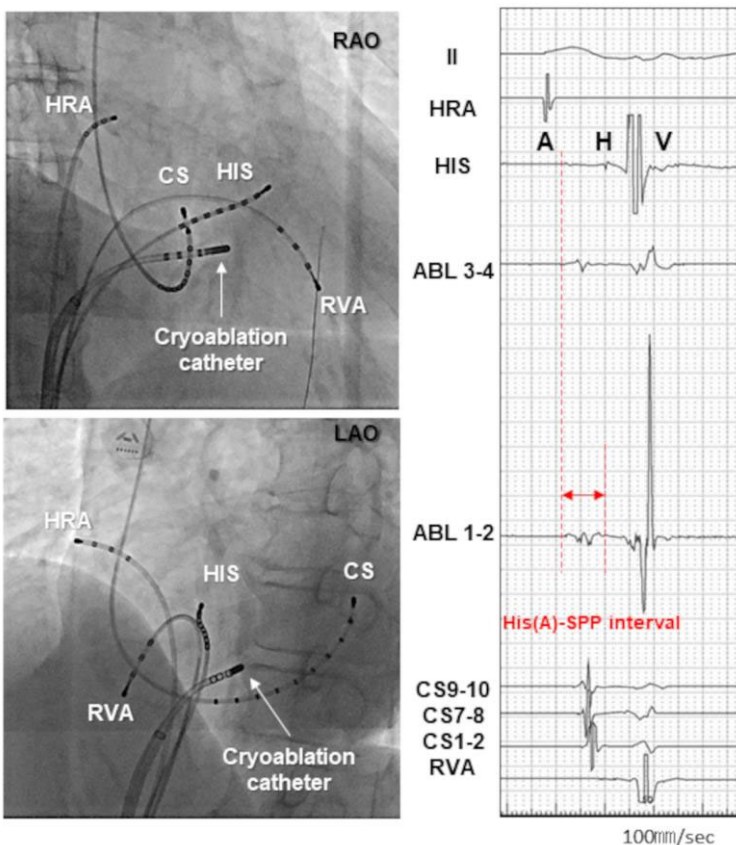 RAO
HRA
CS
HIS
RVA
Cryoablation
catheter
LAO
HRA
HIS
CS
RVA
Cryoablation
catheter
II
HRA
A H V
HIS
ABL 3-4
ABL 1-2
His(A)-SPP interval
CS9-10
CS7-8
CS1-2
RVA
100mm/sec